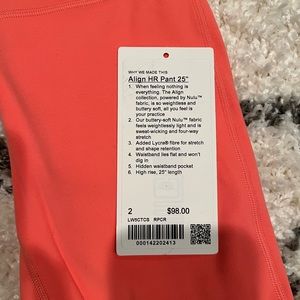 WHY WE MADE THIS
Align HR Pant 25"
1. When feeling nothing is
everything. The Align
collection, powered by Nulu™
fabric, is so weightless and
buttery soft, all you feel is
your practice
2. Our buttery-soft Nulu™ fabric
feels weightlessly light and is
sweat-wicking and four-way
stretch
3. Added Lycra® fibre for stretch
and shape retention
4. Waistband lies flat and won't
dig in
5. Hidden waistband pocket
6. High rise, 25" length
2 $98.00
LW5CTCS RPCR
000142202413